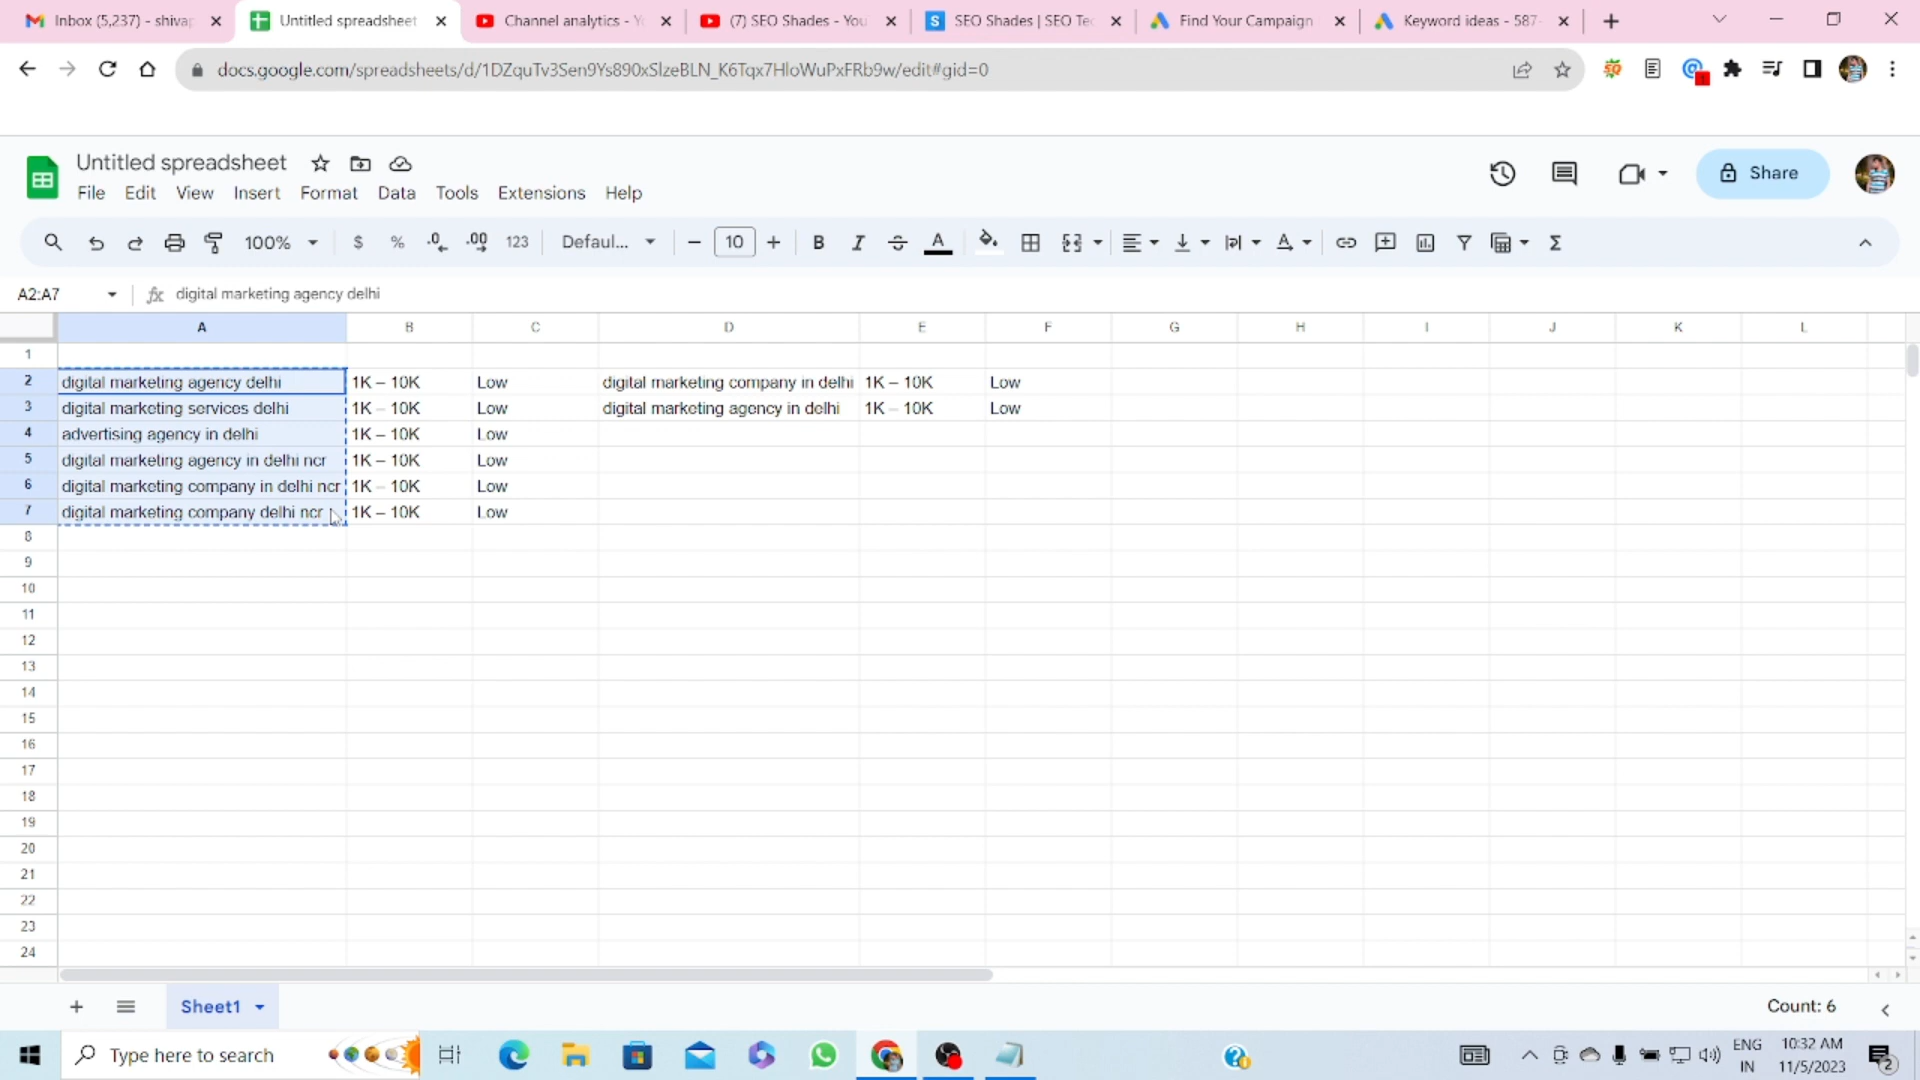 Inbox (5,237) - shivap
Untitled spreadsheet
Channel analytics - Y
(7) SEO Shades - You
SEO Shades | SEO Tec
Find Your Campaign
Keyword ideas - 587-
docs.google.com/spreadsheets/d/1DZquTv3Sen9Ys890xSlzeBLN_K6Tqx7HloWuPxFRb9w/edit#gid=0
Untitled spreadsheet
File Edit View Insert Format Data Tools Extensions Help
Share
100% $ % .0 .00 123 Defaul... 10 B I A
A2:A7 fx digital marketing agency delhi
A B C D E F G H I J K L
1
2 digital marketing agency delhi 1K – 10K Low digital marketing company in delhi 1K – 10K Low
3 digital marketing services delhi 1K – 10K Low digital marketing agency in delhi 1K – 10K Low
4 advertising agency in delhi 1K – 10K Low
5 digital marketing agency in delhi ncr 1K – 10K Low
6 digital marketing company in delhi ncr 1K – 10K Low
7 digital marketing company delhi ncr 1K – 10K Low
8
9
10
11
12
13
14
15
16
17
18
19
20
21
22
23
24
Sheet1
Count: 6
Type here to search
ENG
IN
10:32 AM
11/5/2023
2